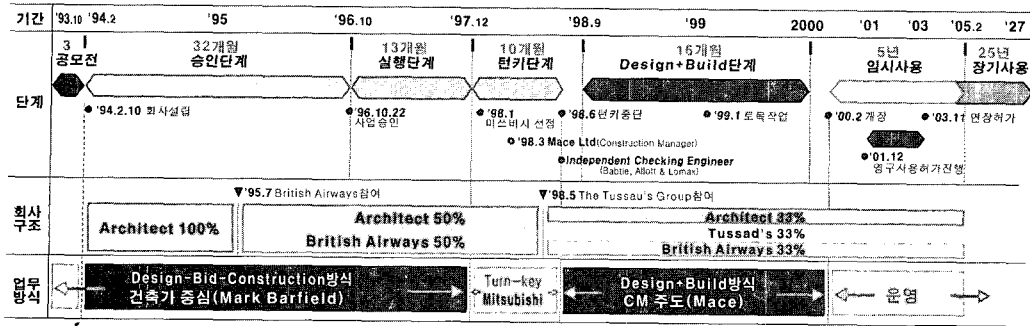 기간 '93.10 '94.2 '95 '96.10 '97.12 '98.9 '99 2000 '01 '03 '05.2 '27
단계
3 32개월 13개월 10개월 16개월 5년 25년
공모전 승인단계 실행단계 턴키단계 Design+Build단계 임시사용 장기사용
'94.2.10 회사설립 '96.10.22 '98.1 '98.6 턴키중단 '99.1 토목작업 '00.2 개장 '03.11 연장허가
사업승인 미쓰비시 선정
'98.3 Mace Ltd(Construction Manager)
Independent Checking Engineer '01.12
(Babtie, Allott & Lomax) 영구사용허가진행
회사
구조
'95.7 British Airways참여 '98.5 The Tussau's Group참여
Architect 100% Architect 50% Architect 33%
Tussad's 33%
British Airways 50% British Airways 33%
업무
방식
Design-Bid-Construction방식 Turn-key Design+Build방식 운영
건축가 중심(Mark Barfield) Mitsubishi CM 주도(Mace)